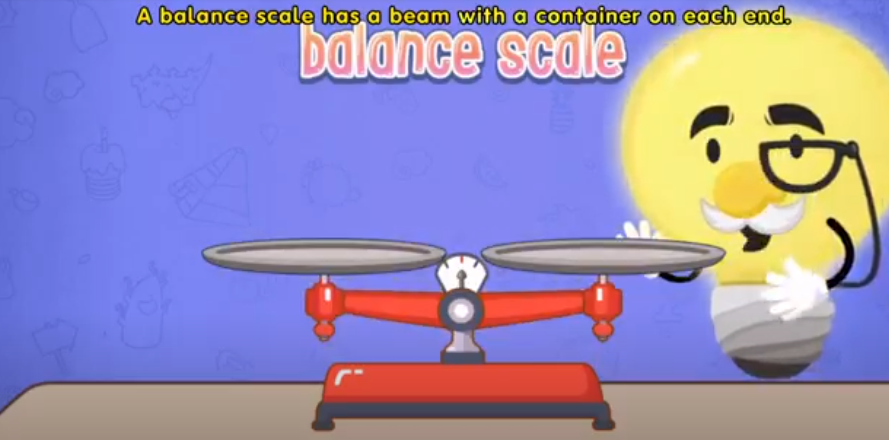 A balance scale has a beam with a container on each end.
balance scale